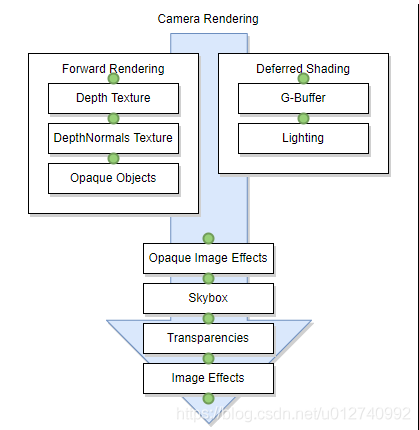 Camera Rendering
Forward Rendering
Depth Texture
DepthNormals Texture
Opaque Objects
Deferred Shading
G-Buffer
Lighting
Opaque Image Effects
Skybox
Transparencies
Image Effects
https://blog.csdn.net/u012740992